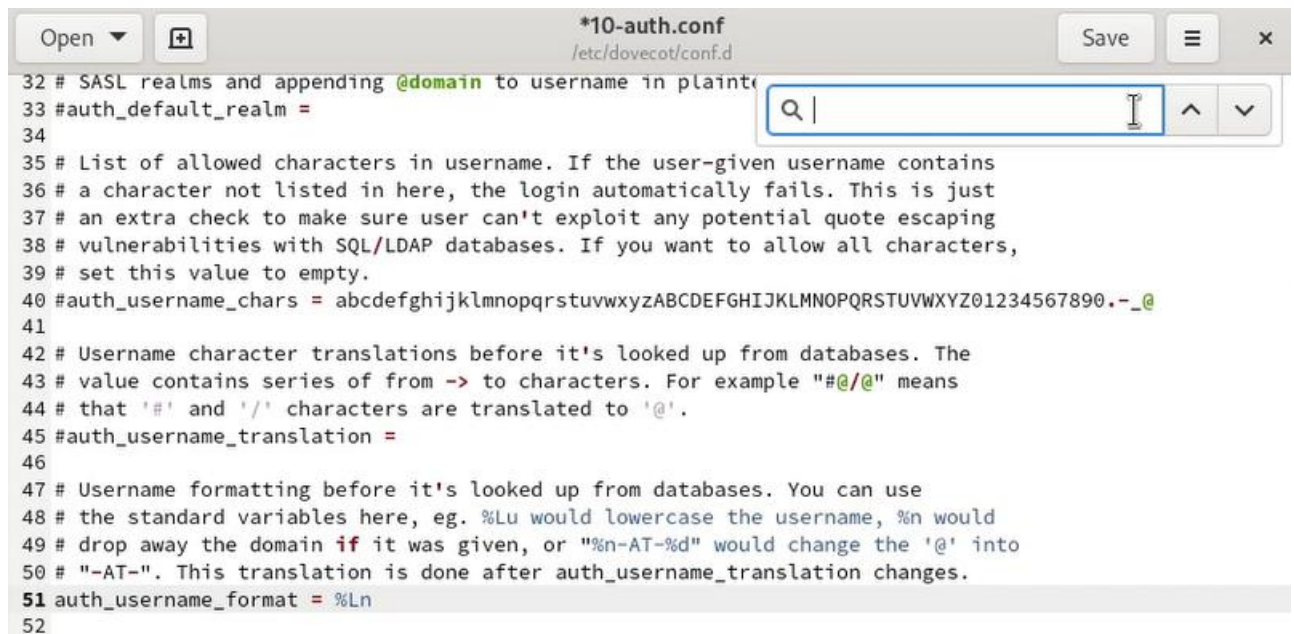 Open
*10-auth.conf
/etc/dovecot/conf.d
Save
32 # SASL realms and appending @domain to username in
33 #auth_default_realm =
34
35 # List of allowed characters in username. If the user-given username contains
36 # a character not listed in here, the login automatically fails. This is just
37 # an extra check to make sure user can't exploit any potential quote escaping
38 # vulnerabilities with SQL/LDAP databases. If you want to allow all characters,
39 # set this value to empty.
40 #auth_username_chars = abcdefghijklmnopqrstuvwxyzABCDEFGHIJKLMNOPQRSTUVWXYZ01234567890.-_@
41
42 # Username character translations before it's looked up from databases. The
43 # value contains series of from -> to characters. For example "#@/@" means
44 # that '#' and '/' characters are translated to '@'.
45 #auth_username_translation =
46
47 # Username formatting before it's looked up from databases. You can use
48 # the standard variables here, eg. %Lu would lowercase the username, %n would
49 # drop away the domain if it was given, or "%n-AT-%d" would change the '@' into
50 # "-AT-". This translation is done after auth_username_translation changes.
51 auth_username_format = %Ln
52